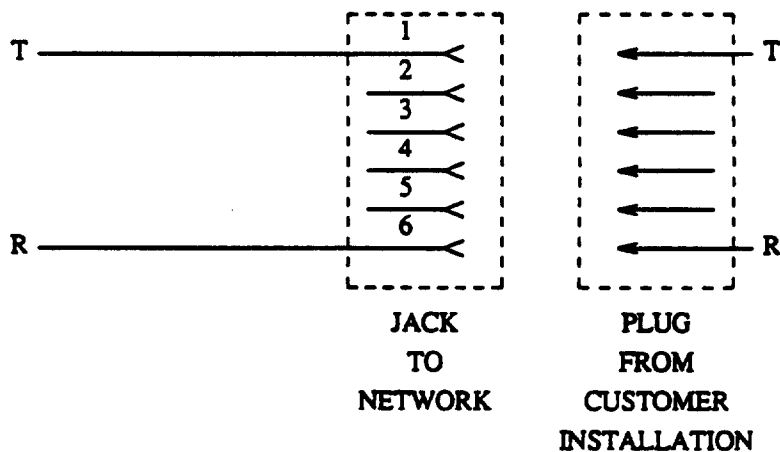 1
T
T
2
3
4
5
6
R
R
JACK
TO
NETWORK
PLUG
FROM
CUSTOMER
INSTALLATION